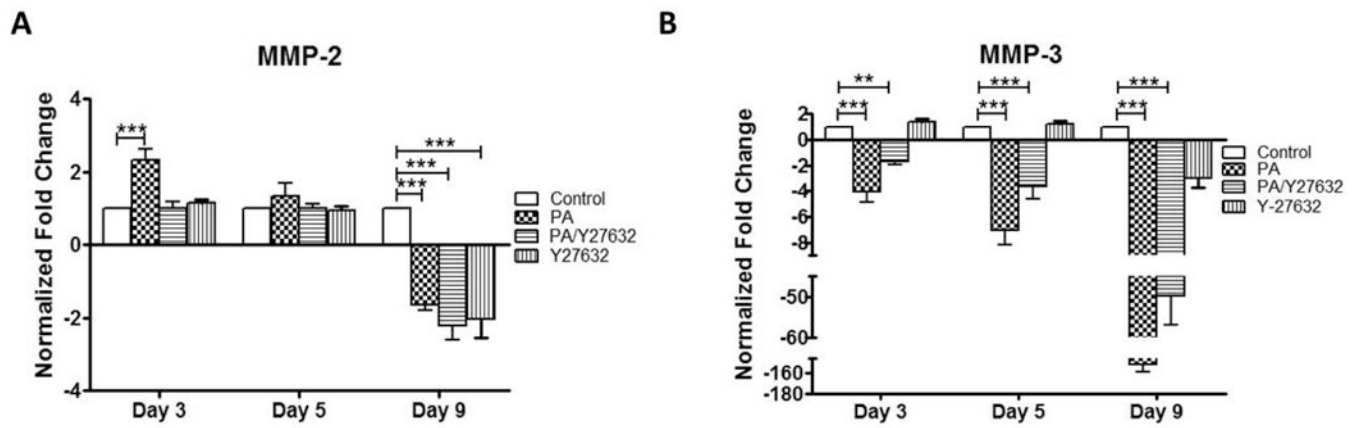 A
MMP-2
Normalized Fold Change
4
2
0
-2
-4
***
***
***
***
Day 3
Day 5
Day 9
Control
PA
PA/Y27632
Y27632
B
MMP-3
Normalized Fold Change
2
0
-2
-4
-6
-8
-50
-60
-160
-180
**
***
***
***
***
***
Day 3
Day 5
Day 9
Control
PA
PA/Y27632
Y-27632